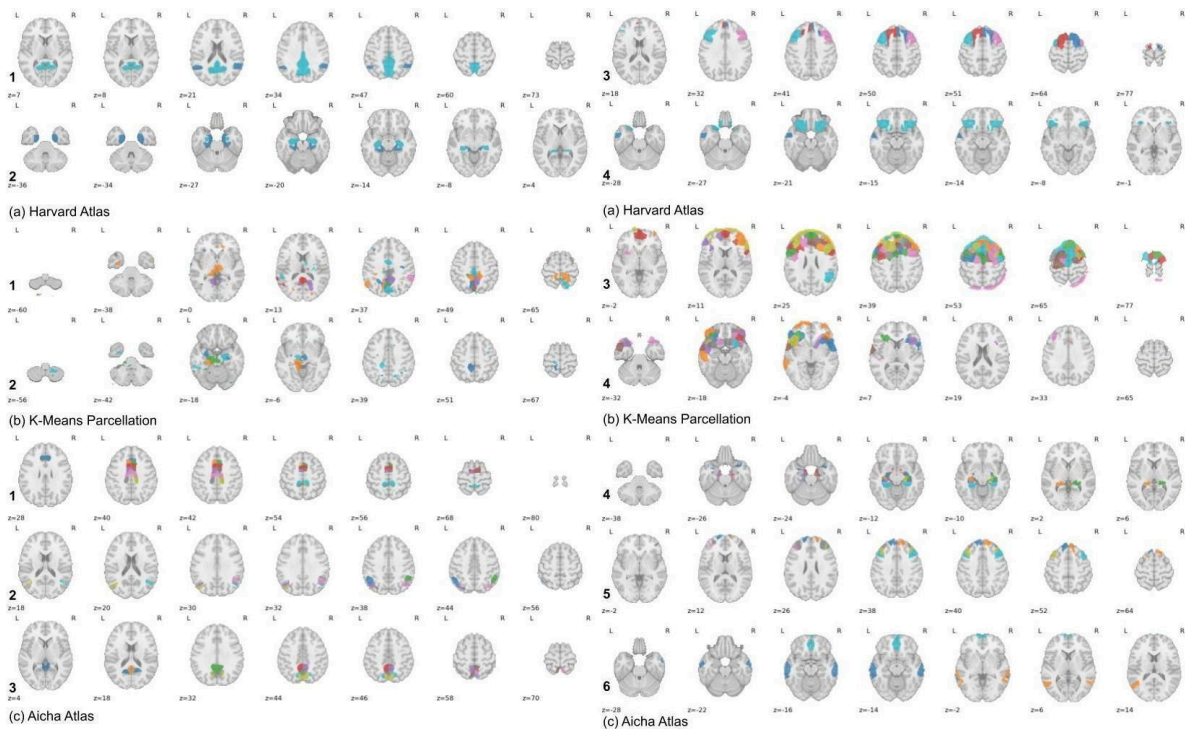 L R L R L R L R L R L R L R
1
z=7 z=8 z=21 z=34 z=47 z=60 z=73
L R L R L R L R L R L R L R
2
z=-36 z=-34 z=-27 z=-20 z=-14 z=-8 z=4
(a) Harvard Atlas
L R L R L R L R L R L R L R
1
z=-60 z=-38 z=0 z=13 z=37 z=49 z=65
L R L R L R L R L R L R L R
2
z=-56 z=-42 z=-18 z=-6 z=39 z=51 z=67
(b) K-Means Parcellation
L R L R L R L R L R L R L R
1
z=28 z=40 z=42 z=54 z=56 z=68 z=80
L R L R L R L R L R L R L R
2
z=18 z=20 z=30 z=32 z=38 z=44 z=56
L R L R L R L R L R L R L R
3
z=4 z=18 z=32 z=44 z=46 z=58 z=70
(c) Aicha Atlas
L R L R L R L R L R L R L R
3
z=18 z=32 z=41 z=50 z=51 z=64 z=77
L R L R L R L R L R L R L R
4
z=-28 z=-27 z=-21 z=-15 z=-14 z=-8 z=-1
(a) Harvard Atlas
L R L R L R L R L R L R L R
3
z=-2 z=11 z=25 z=39 z=53 z=65 z=77
L R L R L R L R L R L R L R
4
z=-32 z=-18 z=-4 z=7 z=19 z=33 z=65
(b) K-Means Parcellation
L R L R L R L R L R L R L R
4
z=-38 z=-26 z=-24 z=-12 z=-10 z=2 z=6
L R L R L R L R L R L R L R
5
z=-2 z=12 z=26 z=38 z=40 z=52 z=64
L R L R L R L R L R L R L R
6
z=-28 z=-22 z=-16 z=-14 z=-2 z=6 z=14
(c) Aicha Atlas